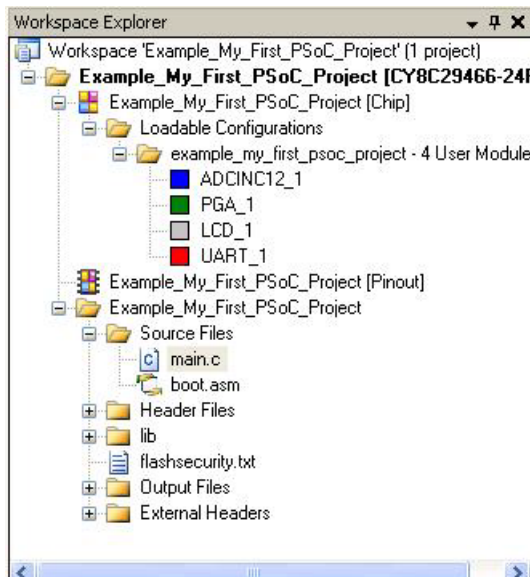 Workspace Explorer
Workspace 'Example_My_First_PSoC_Project' (1 project)
Example_My_First_PSoC_Project [CY8C29466-24
Example_My_First_PSoC_Project [Chip]
Loadable Configurations
example_my_first_psoc_project - 4 User Module
ADCINC12_1
PGA_1
LCD_1
UART_1
Example_My_First_PSoC_Project [Pinout]
Example_My_First_PSoC_Project
Source Files
main.c
boot.asm
Header Files
lib
flashsecurity.txt
Output Files
External Headers